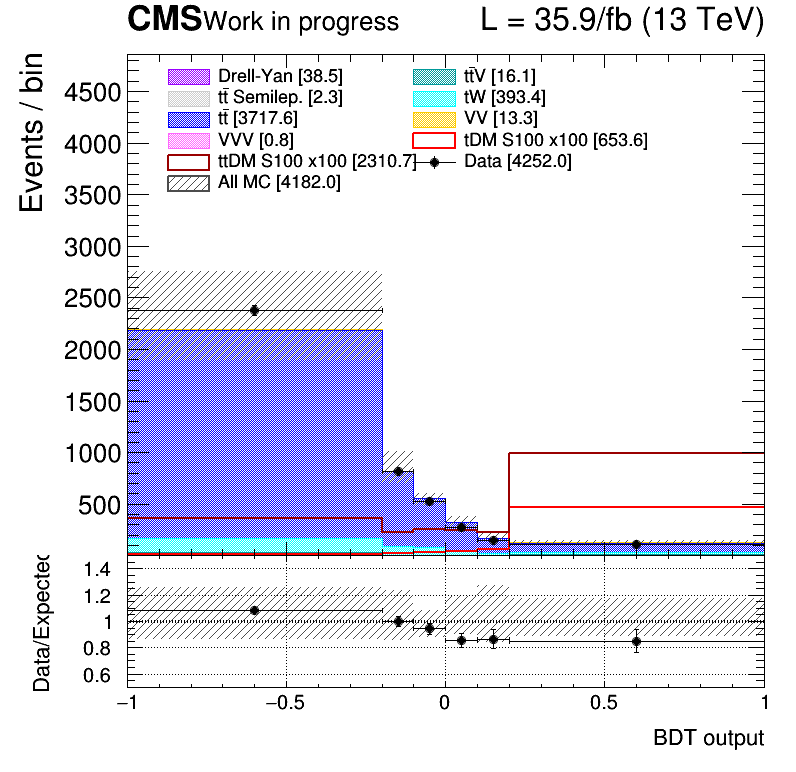 CMS Work in progress L = 35.9/fb (13 TeV)
Events / bin
4500
4000
3500
3000
2500
2000
1500
1000
500
Drell-Yan [38.5] tt̄V [16.1]
tt̄ Semilep. [2.3] tW [393.4]
tt̄ [3717.6] VV [13.3]
VVV [0.8] tDM S100 x100 [653.6]
ttDM S100 x100 [2310.7] Data [4252.0]
All MC [4182.0]
Data/Expected
1.4
1.2
1
0.8
0.6
−1 −0.5 0 0.5 1
BDT output